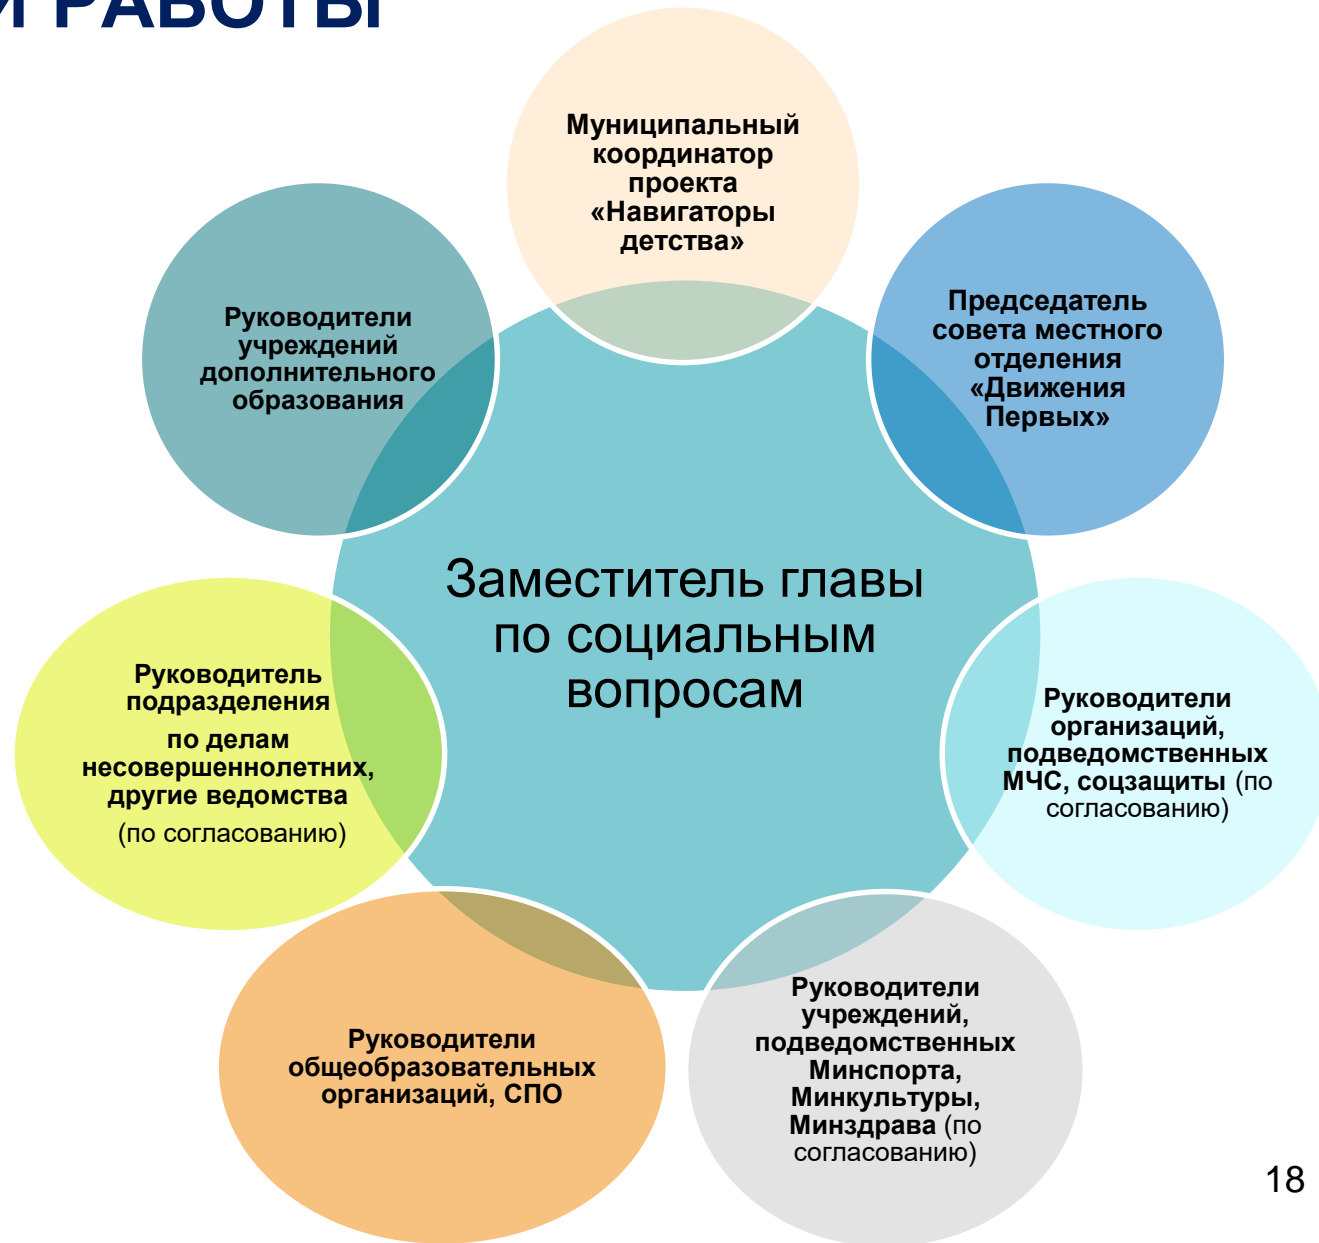 И РАБОТЫ
Муниципальный
координатор
проекта
«Навигаторы
детства»
Председатель
совета местного
отделения
«Движения
Первых»
Руководители
организаций,
подведомственных
МЧС, соцзащиты (по
согласованию)
Руководители
учреждений,
подведомственных
Минспорта,
Минкультуры,
Минздрава (по
согласованию)
Руководители
общеобразовательных
организаций, СПО
Руководитель
подразделения
по делам
несовершеннолетних,
другие ведомства
(по согласованию)
Руководители
учреждений
дополнительного
образования
Заместитель главы
по социальным
вопросам
18